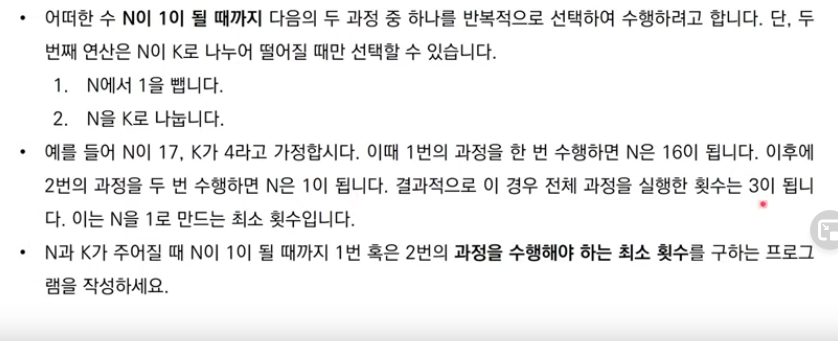 • 어떠한 수 N이 1이 될 때까지 다음의 두 과정 중 하나를 반복적으로 선택하여 수행하려고 합니다. 단, 두
번째 연산은 N이 K로 나누어 떨어질 때만 선택할 수 있습니다.
1. N에서 1을 뺍니다.
2. N을 K로 나눕니다.
• 예를 들어 N이 17, K가 4라고 가정합시다. 이때 1번의 과정을 한 번 수행하면 N은 16이 됩니다. 이후에
2번의 과정을 두 번 수행하면 N은 1이 됩니다. 결과적으로 이 경우 전체 과정을 실행한 횟수는 3이 됩니
다. 이는 N을 1로 만드는 최소 횟수입니다.
• N과 K가 주어질 때 N이 1이 될 때까지 1번 혹은 2번의 과정을 수행해야 하는 최소 횟수를 구하는 프로그
램을 작성하세요.